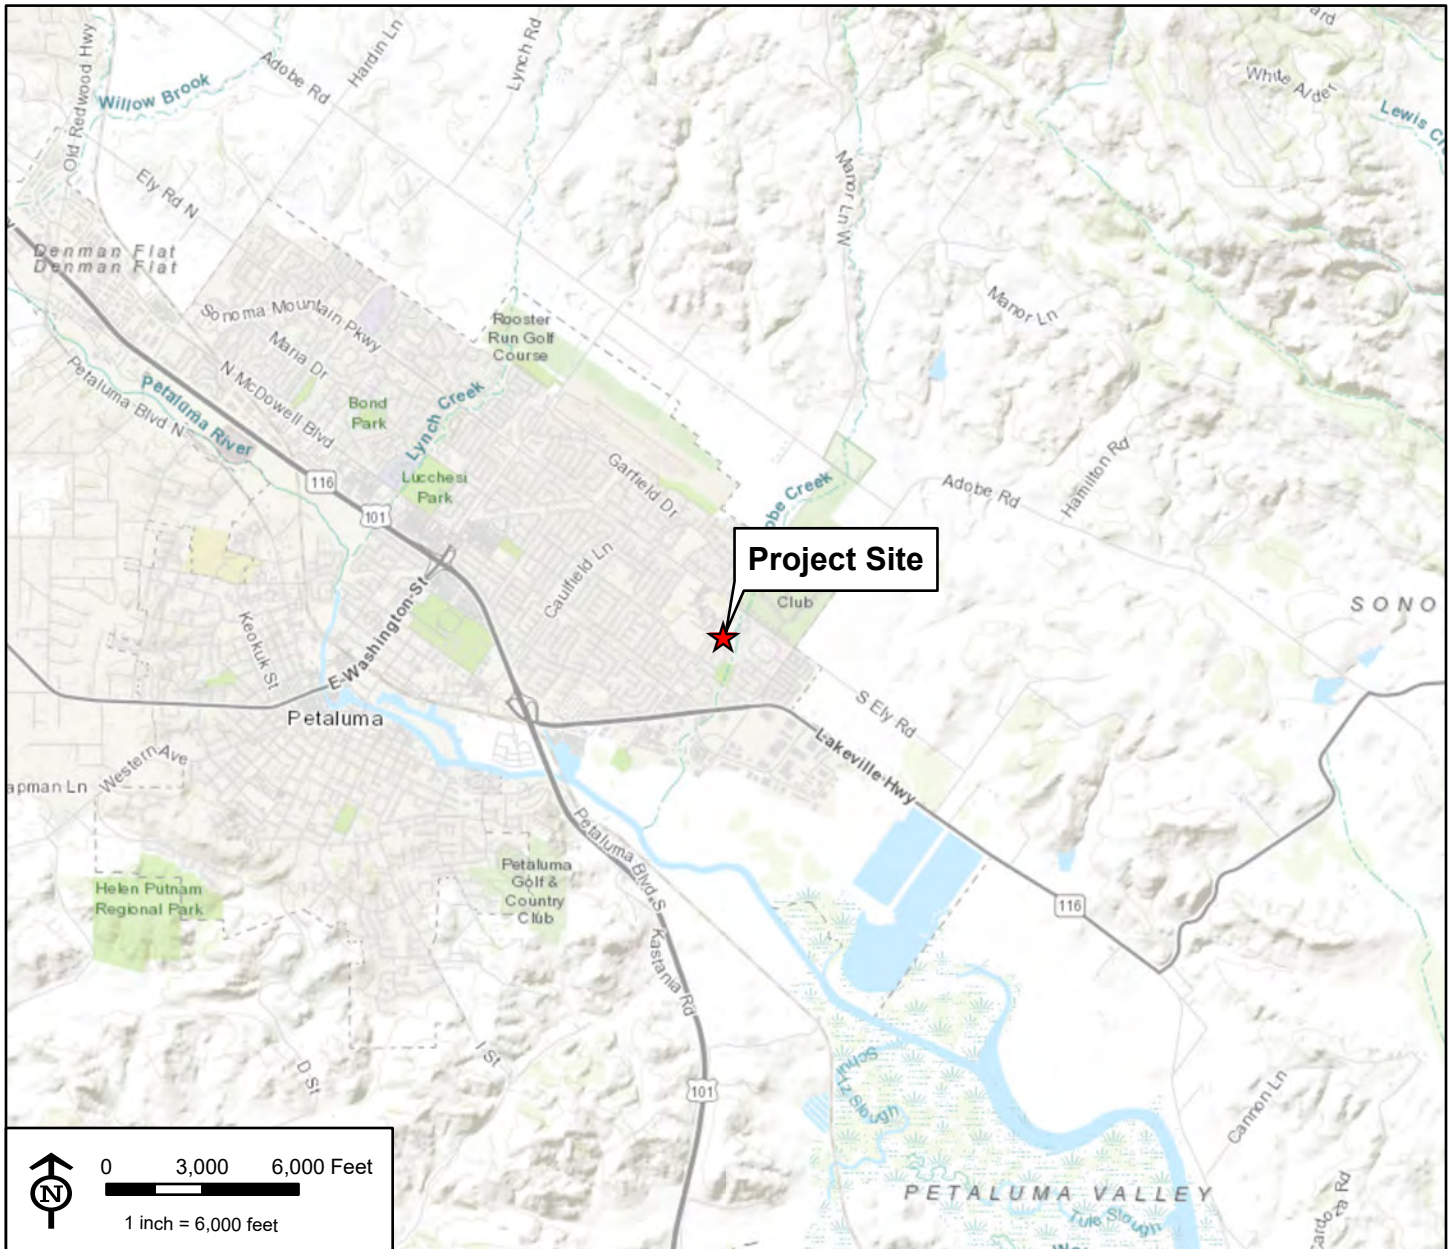 Old Redwood Hwy
Willow Brook
Adobe Rd
Hardin Ln
Lynch Rd
White Alder
Ely Rd N
Manor Ln W
Denman Flat
Denman Flat
Sonoma Mountain Pkwy
Rooster
Run Golf
Course
Manor Ln
Maria Dr
N McDowell Blvd
Petaluma River
Petaluma Blvd N
Bond
Park
Lynch Creek
Lucchesi
Park
116
101
Garfield Dr
Adobe Rd
Hamilton Rd
Caulfield Ln
Project Site
Club
SONO
Keokuk St
E Washington St
Petaluma
S Ely Rd
Lakeville Hwy
Western Ave
apman Ln
Petaluma Blvd S
Petaluma
Golf &
Country
Club
Helen Putnam
Regional Park
116
Kastania Rd
I St
D St
101
Schultz Slough
Cannon Ln
PETALUMA VALLEY
Tule Slough
ardoza Rd
N
0 3,000 6,000 Feet
1 inch = 6,000 feet